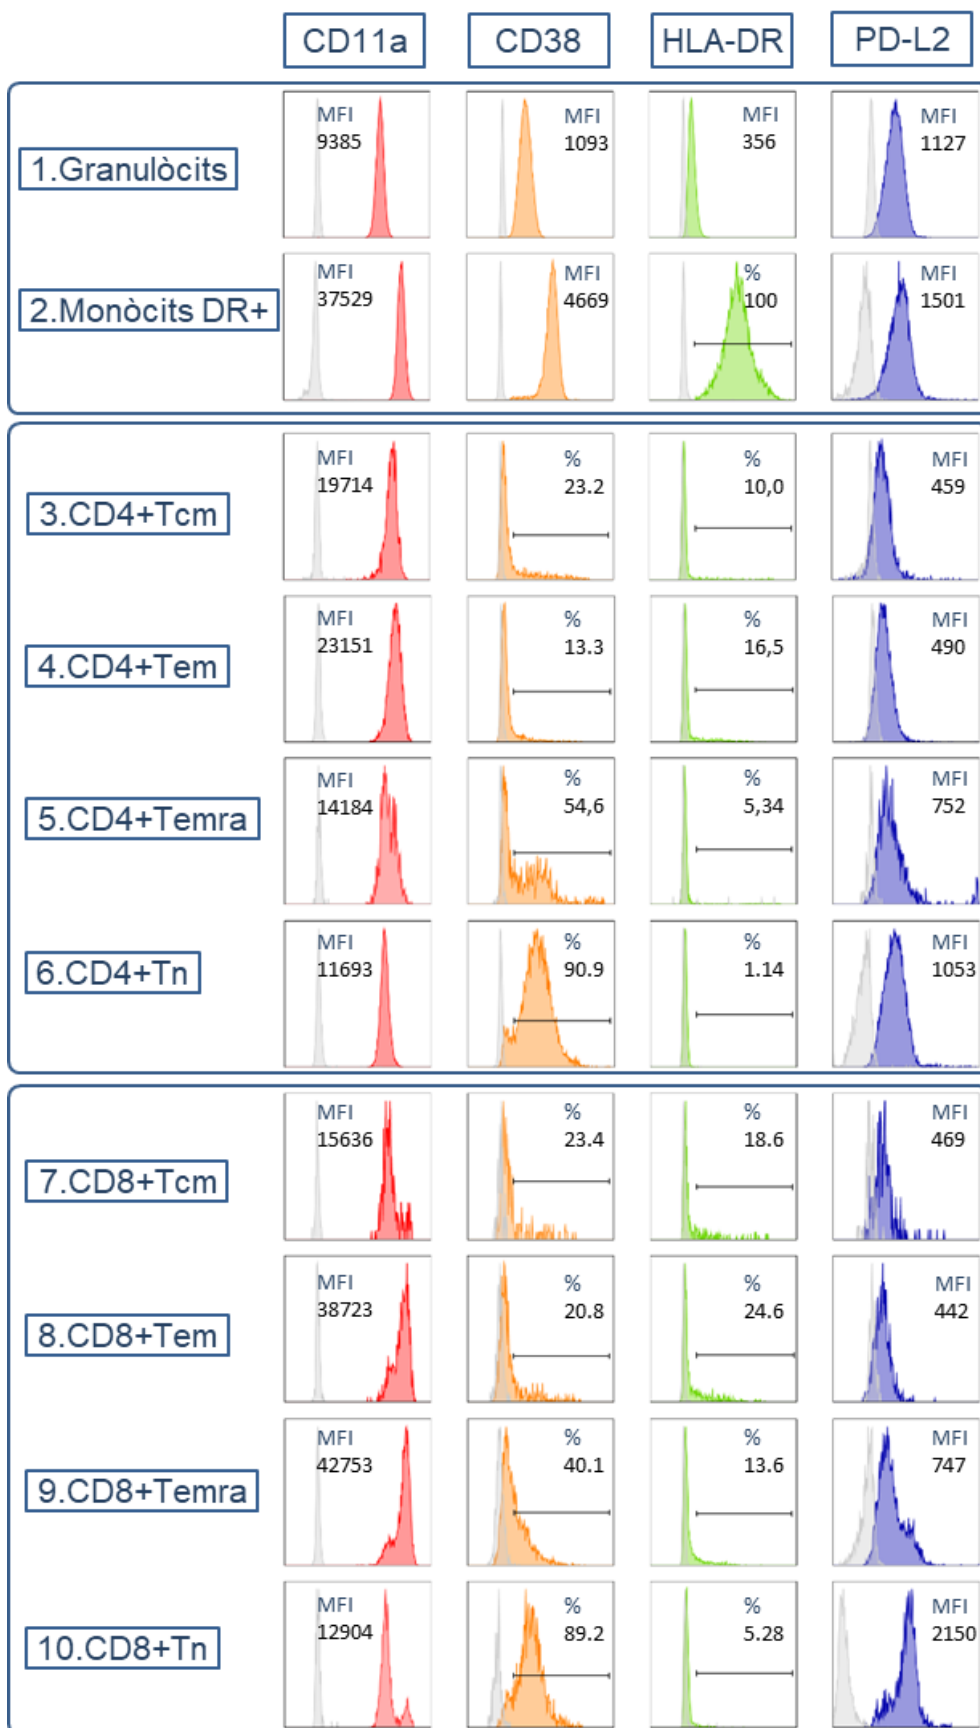 CD11a CD38 HLA-DR PD-L2
MFI MFI MFI MFI
1.Granulòcits 9385 1093 356 1127
MFI MFI % MFI
2.Monòcits DR+ 37529 4669 100 1501
MFI % % MFI
3.CD4+Tcm 19714 23.2 10,0 459
MFI % % MFI
4.CD4+Tem 23151 13.3 16,5 490
MFI % % MFI
5.CD4+Temra 14184 54,6 5,34 752
MFI % % MFI
6.CD4+Tn 11693 90.9 1.14 1053
MFI % % MFI
7.CD8+Tcm 15636 23.4 18.6 469
MFI % % MFI
8.CD8+Tem 38723 20.8 24.6 442
MFI % % MFI
9.CD8+Temra 42753 40.1 13.6 747
MFI % % MFI
10.CD8+Tn 12904 89.2 5.28 2150